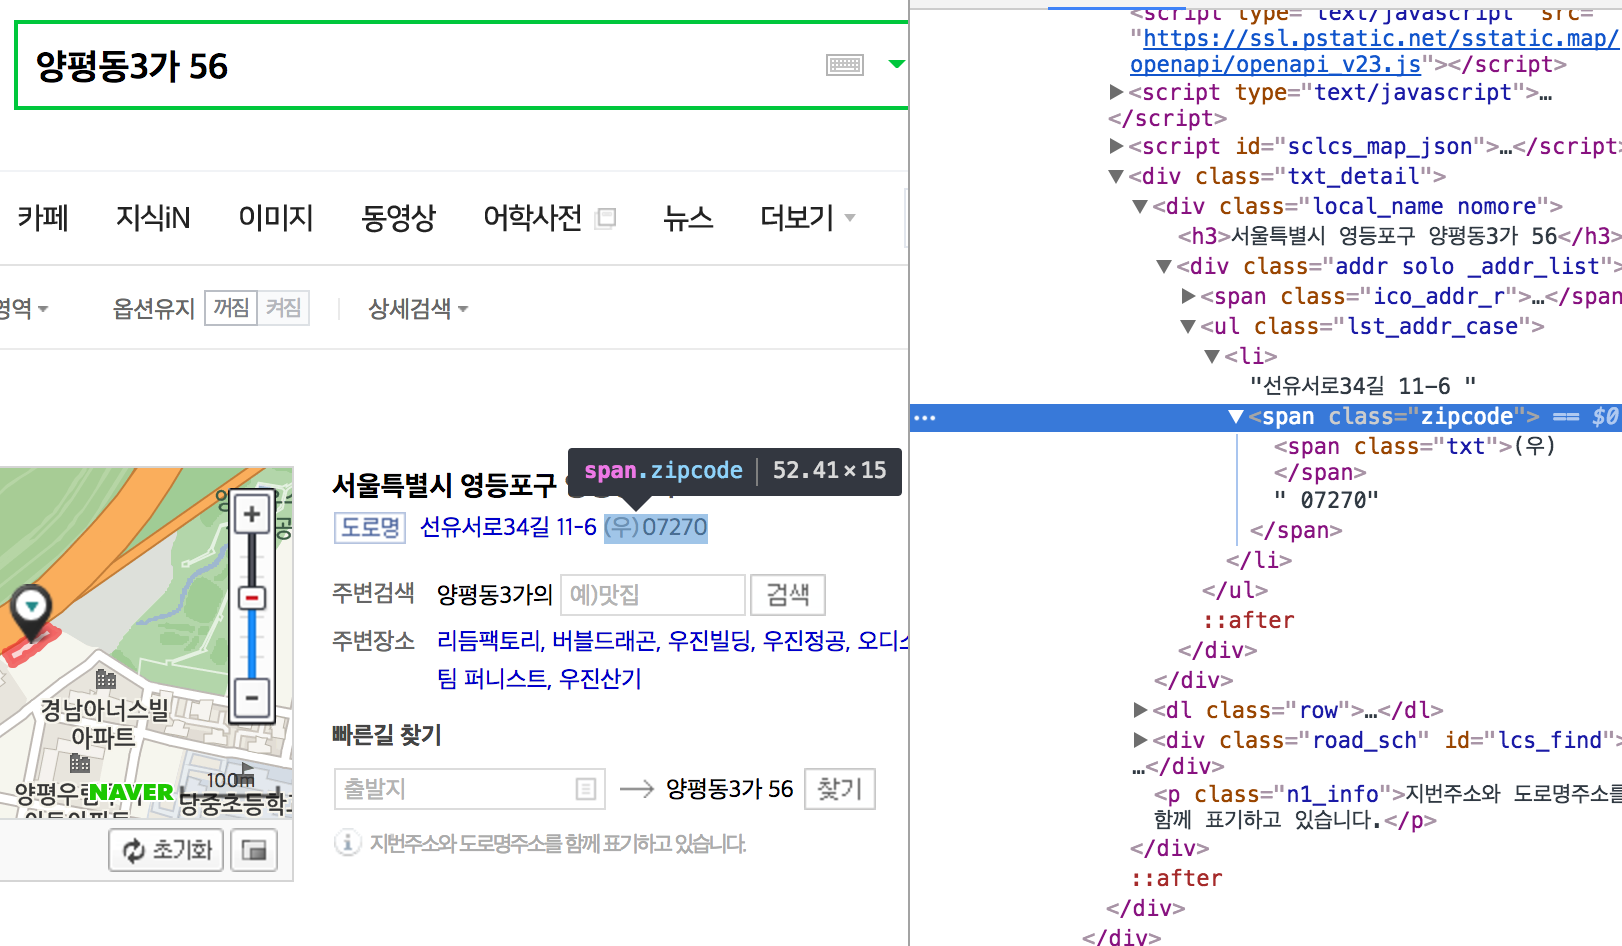 양평동3가 56
카페 지식iN 이미지 동영상 어학사전 뉴스 더보기
영역 옵션유지 꺼짐 켜짐 상세검색
서울특별시 영등포구
span.zipcode 52.41×15
도로명 선유서로34길 11-6 (우)07270
주변검색 양평동3가의 예)맛집 검색
주변장소 리듬팩토리, 버블드래곤, 우진빌딩, 우진정공, 오디스
팀 퍼니스트, 우진산기
빠른길 찾기
출발지 → 양평동3가 56 찾기
지번주소와 도로명주소를 함께 표기하고 있습니다.
경남아너스빌
아파트
100m
양평우
NAVER
당중초등학교
초기화
<script type="text/javascript" src=
"https://ssl.pstatic.net/sstatic.map/
openapi/openapi_v23.js"></script>
▶<script type="text/javascript">…
</script>
▶<script id="sclcs_map_json">…</script>
▼<div class="txt_detail">
▼<div class="local_name nomore">
<h3>서울특별시 영등포구 양평동3가 56</h3>
▼<div class="addr solo _addr_list">
▶<span class="ico_addr_r">…</span
▼<ul class="lst_addr_case">
▼<li>
"선유서로34길 11-6 "
… ▼<span class="zipcode"> == $0
<span class="txt">(우)
</span>
" 07270"
</span>
</li>
</ul>
::after
</div>
</div>
▶<dl class="row">…</dl>
▶<div class="road_sch" id="lcs_find">
…</div>
<p class="n1_info">지번주소와 도로명주소를
함께 표기하고 있습니다.</p>
</div>
::after
</div>
</div>